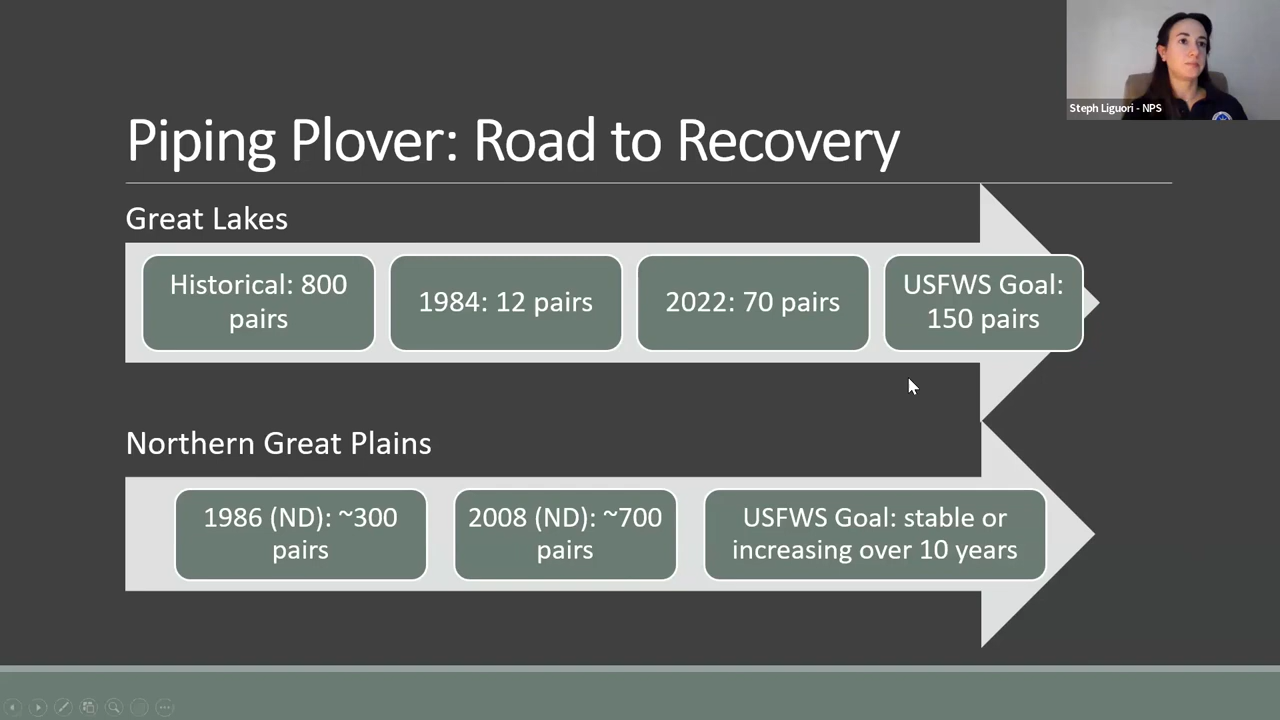 Steph Liguori - NPS
Piping Plover: Road to Recovery
Great Lakes
Historical: 800
pairs
1984: 12 pairs
2022: 70 pairs
USFWS Goal:
150 pairs
Northern Great Plains
1986 (ND): ~300
pairs
2008 (ND): ~700
pairs
USFWS Goal: stable or
increasing over 10 years